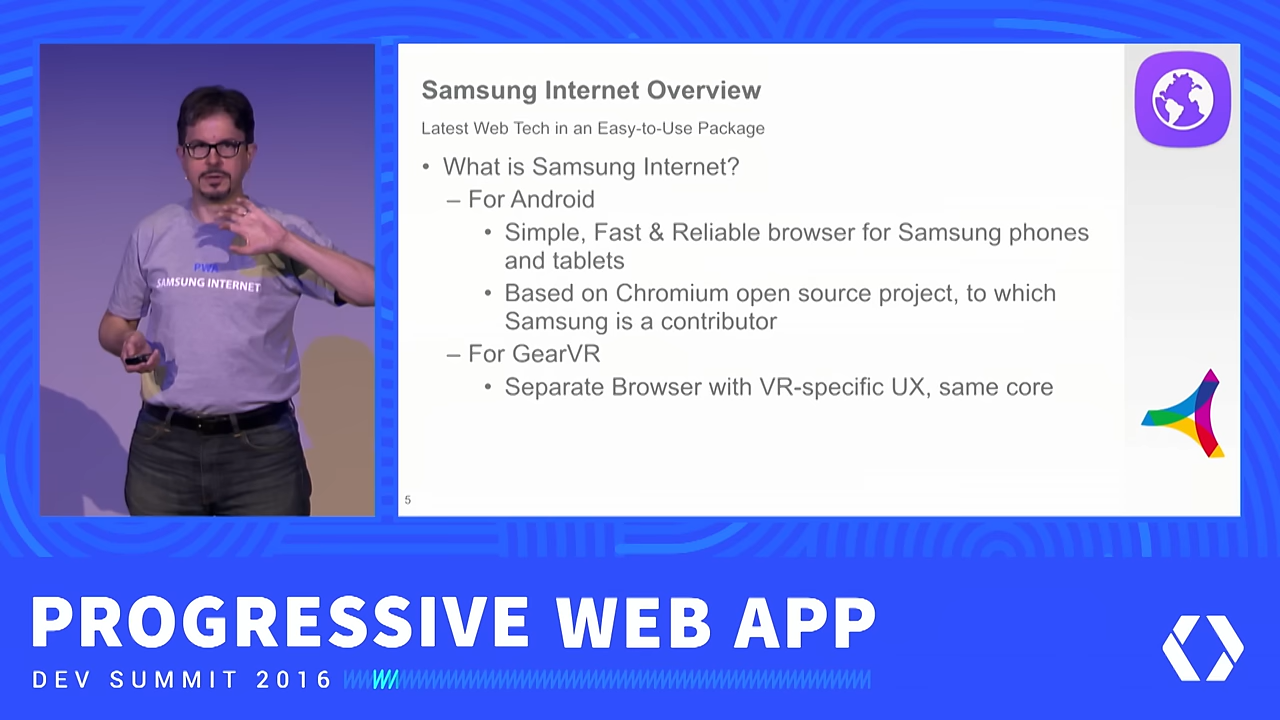 PWA
SAMSUNG INTERNET
Samsung Internet Overview
Latest Web Tech in an Easy-to-Use Package
• What is Samsung Internet?
– For Android
• Simple, Fast & Reliable browser for Samsung phones
and tablets
• Based on Chromium open source project, to which
Samsung is a contributor
– For GearVR
• Separate Browser with VR-specific UX, same core
5
PROGRESSIVE WEB APP
DEV SUMMIT 2016